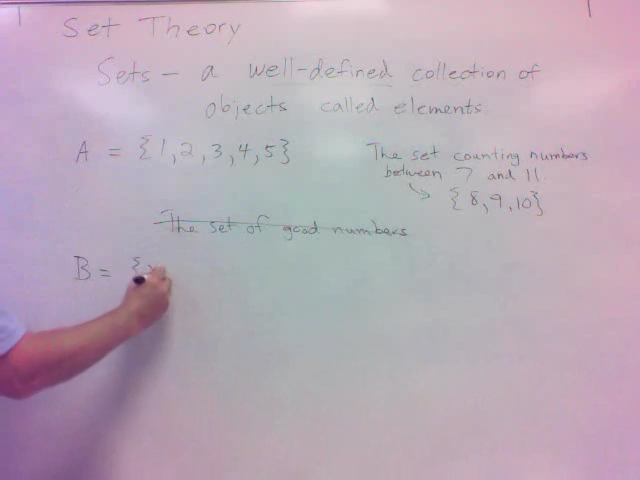 Set Theory
Sets – a well-defined collection of
objects called elements.
A = {1, 2, 3, 4, 5}
The set counting numbers
between 7 and 11.
{8, 9, 10}
The set of good numbers
B = {